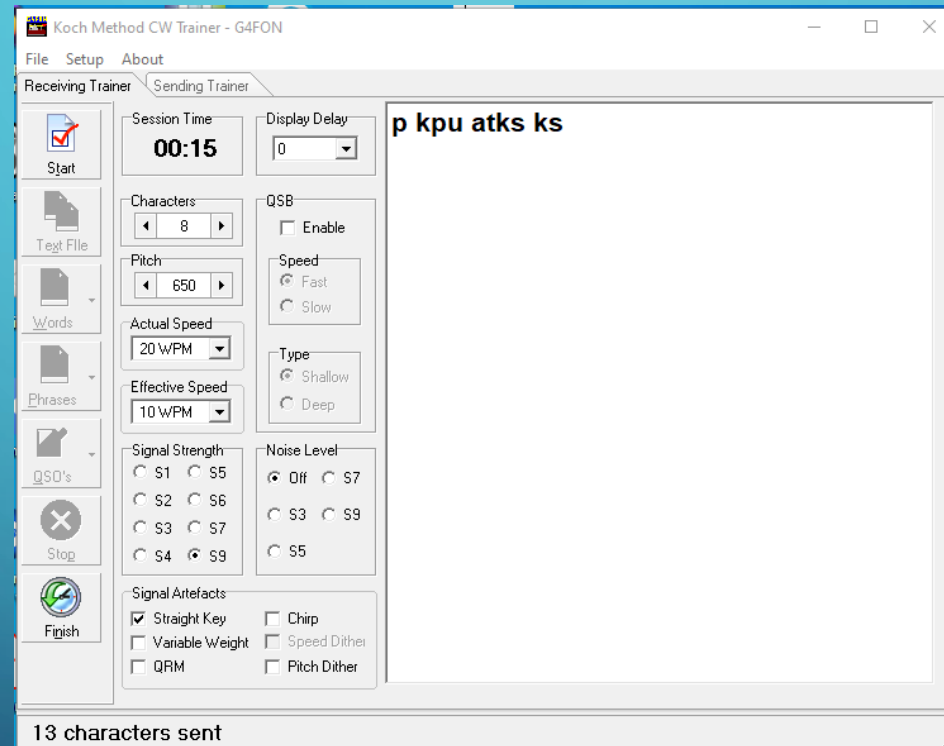 Koch Method CW Trainer - G4FON
File Setup About
Receiving Trainer Sending Trainer
Start
Text FIle
Words
Phrases
QSO's
Stop
Finish
Session Time
00:15
Display Delay
0
Characters
8
Pitch
650
Actual Speed
20 WPM
Effective Speed
10 WPM
QSB
Enable
Speed
Fast
Slow
Type
Shallow
Deep
Signal Strength
S1 S5
S2 S6
S3 S7
S4 S9
Noise Level
Off S7
S3 S9
S5
Signal Artefacts
Straight Key Chirp
Variable Weight Speed Dither
QRM Pitch Dither
p kpu atks ks
13 characters sent